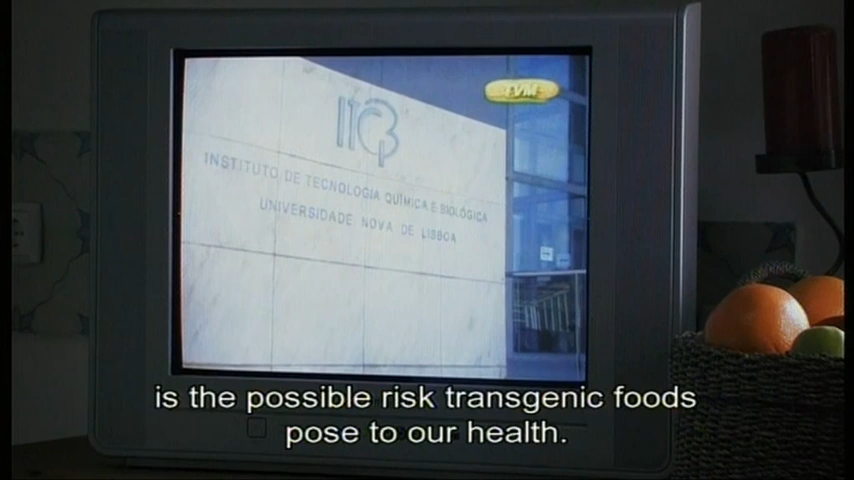 TVM
ITQB
INSTITUTO DE TECNOLOGIA QUÍMICA E BIOLÓGICA
UNIVERSIDADE NOVA DE LISBOA
is the possible risk transgenic foods
pose to our health.